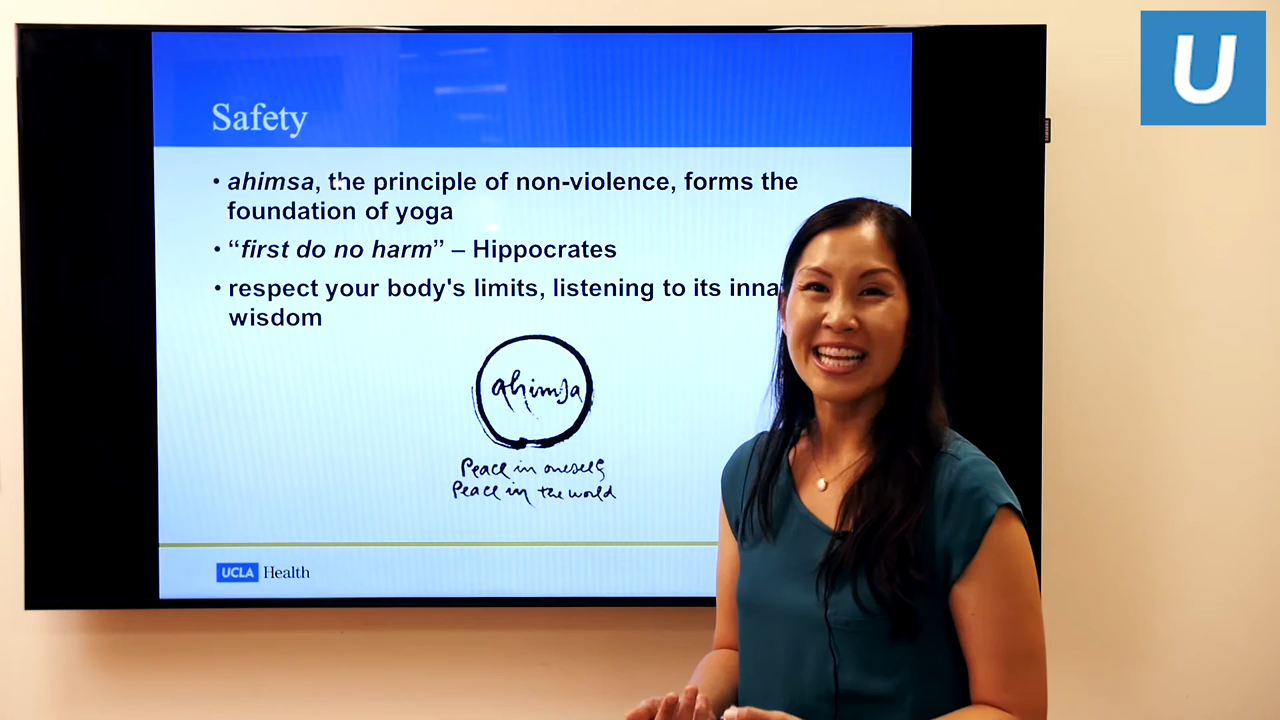 U
Safety
• ahimsa, the principle of non-violence, forms the
foundation of yoga
• “first do no harm” – Hippocrates
• respect your body's limits, listening to its inna
wisdom
ahimsa
Peace in oneself
Peace in the world
UCLA Health